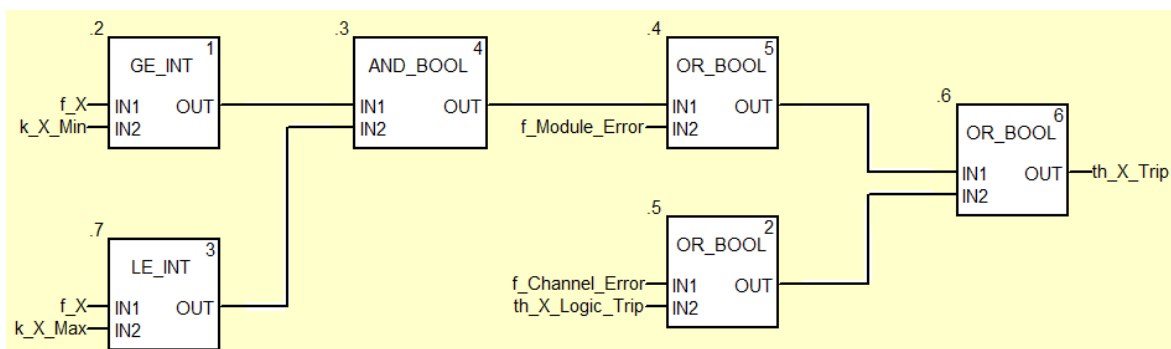 .2
1
GE_INT
f_X IN1 OUT
k_X_Min IN2
.3
4
AND_BOOL
IN1 OUT
IN2
.4
5
OR_BOOL
IN1 OUT
f_Module_Error IN2
.6
6
OR_BOOL
IN1 OUT th_X_Trip
IN2
.7
3
LE_INT
f_X IN1 OUT
k_X_Max IN2
.5
2
OR_BOOL
f_Channel_Error IN1 OUT
th_X_Logic_Trip IN2